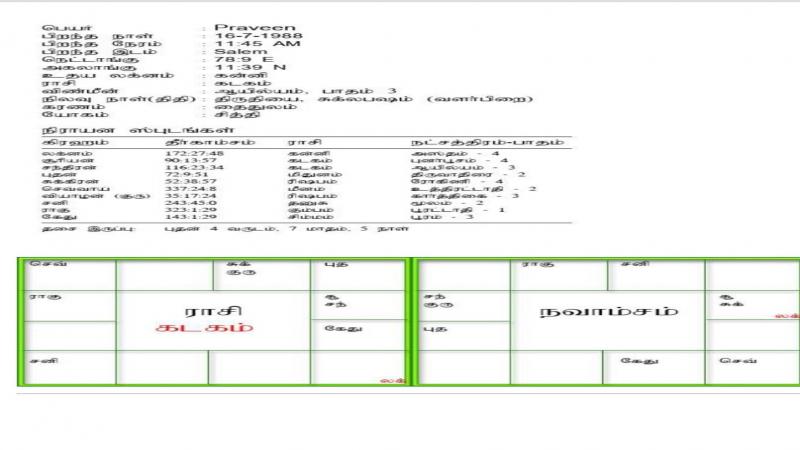 பெயர் : Praveen
பிறந்த நாள் : 16-7-1988
பிறந்த நேரம் : 11:45 AM
பிறந்த இடம் : Salem
நெட்டாங்கு : 78:9 E
அகலாங்கு : 11:39 N
உதய லக்னம் : கன்னி
ராசி : கடகம்
விண்மீன் : ஆயில்யம், பாதம் 3
நிலவு நாள்(திதி) : திருதியை, சுக்லபஷம் (வளர்பிறை)
கரணம் : தைதுலம்
யோகம் : சித்தி
நிராயன ஸ்புடங்கள்
கிரஹம் தீர்காம்சம் ராசி நட்சத்திரம்-பாதம்
லக்னம் 172:27:48 கன்னி அஸ்தம் - 4
சூரியன் 90:13:57 கடகம் புனர்பூசம் - 4
சந்திரன் 116:23:34 கடகம் ஆயில்யம் - 3
புதன் 72:9:51 மிதுனம் திருவாதிரை - 2
சுக்கிரன் 52:38:57 ரிஷபம் ரோகிணி - 4
செவ்வாய் 337:24:8 மீனம் உத்திரட்டாதி - 2
வியாழன் (குரு) 35:17:24 ரிஷபம் கார்த்திகை - 3
சனி 243:45:0 தனுசு மூலம் - 2
ராகு 323:1:29 கும்பம் பூரட்டாதி - 1
கேது 143:1:29 சிம்மம் பூரம் - 3
தசை இருப்பு: புதன் 4 வருடம், 7 மாதம், 5 நாள்
செவ் சுக் புத
குரு
ராகு சூ
சந்
ராசி
கடகம்
கேது
சனி லக்
ராகு சனி
சந் சூ
குரு சுக்
லக்
நவாம்சம்
புத
கேது செவ்